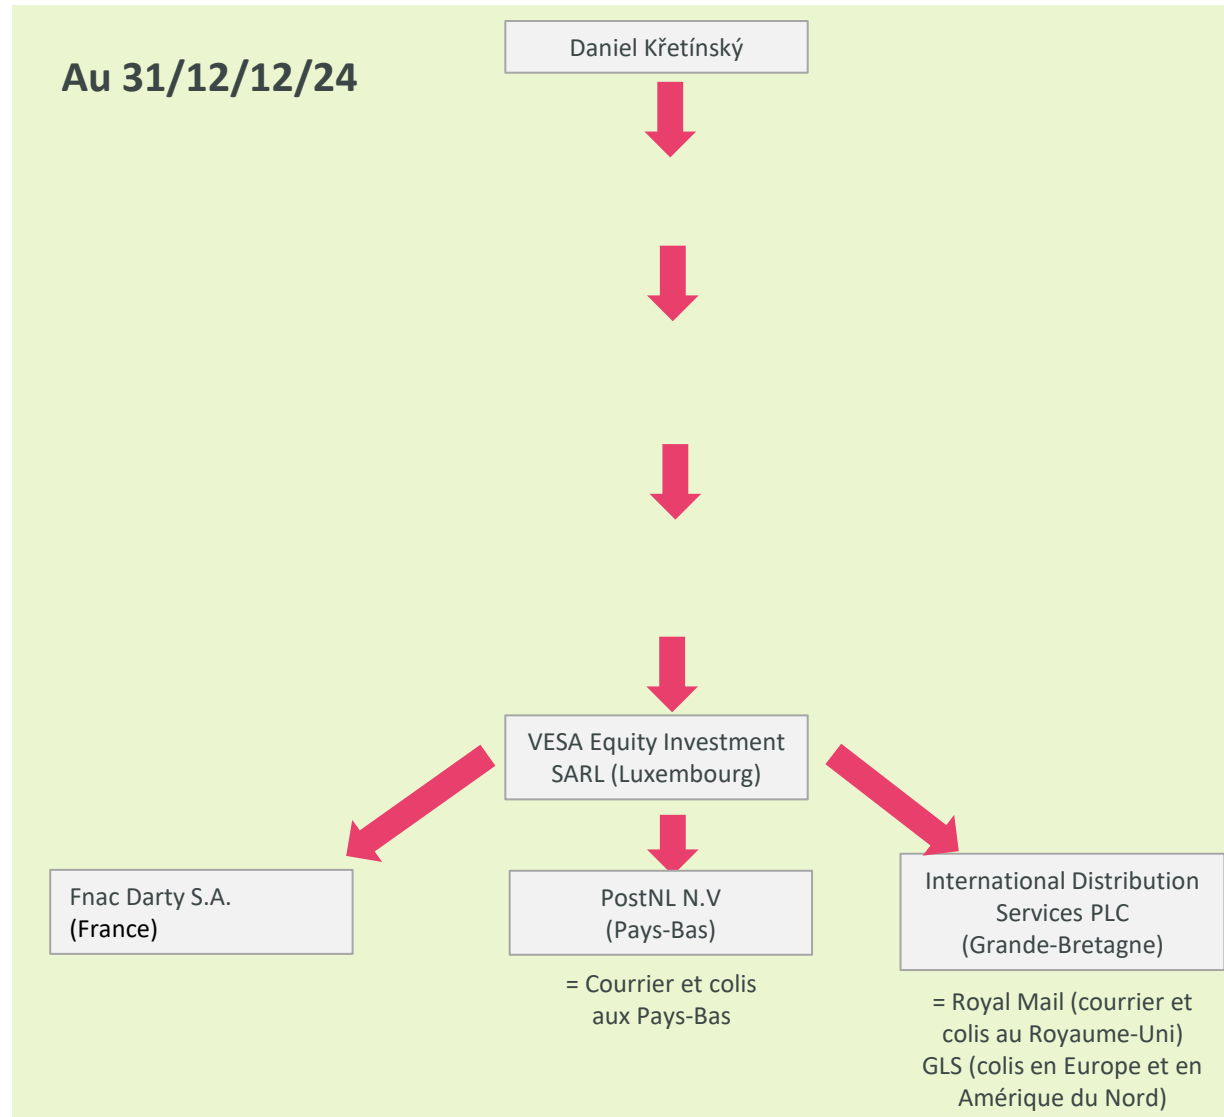 Daniel Křetínský
Au 31/12/12/24
VESA Equity Investment
SARL (Luxembourg)
Fnac Darty S.A.
(France)
PostNL N.V
(Pays-Bas)
= Courrier et colis
aux Pays-Bas
International Distribution
Services PLC
(Grande-Bretagne)
= Royal Mail (courrier et
colis au Royaume-Uni)
GLS (colis en Europe et en
Amérique du Nord)